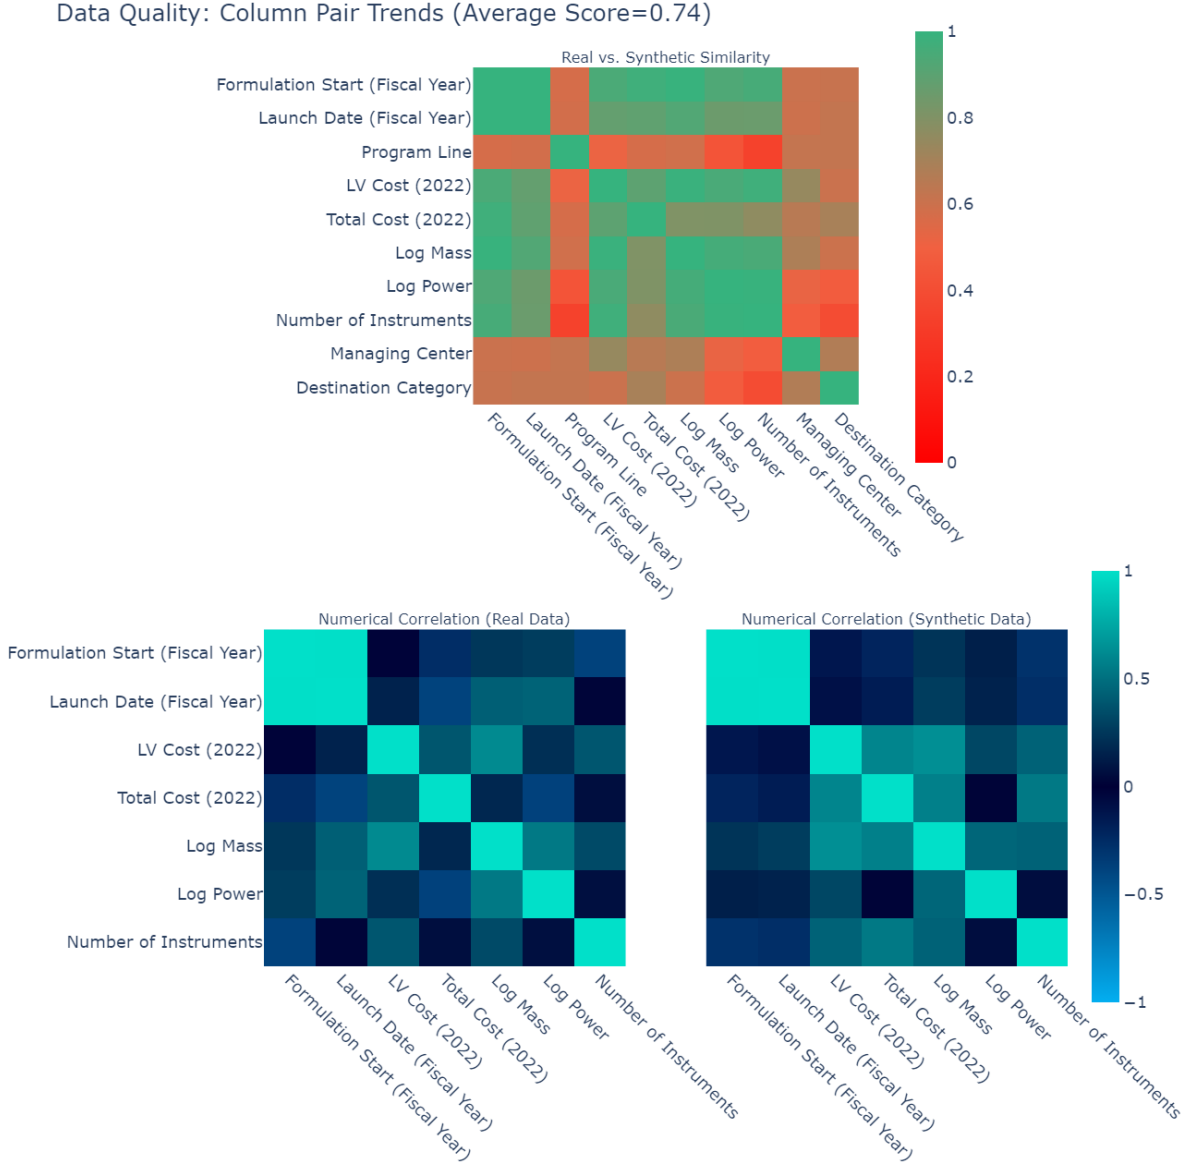 Data Quality: Column Pair Trends (Average Score=0.74)
Real vs. Synthetic Similarity
Formulation Start (Fiscal Year)
Launch Date (Fiscal Year)
Program Line
LV Cost (2022)
Total Cost (2022)
Log Mass
Log Power
Number of Instruments
Managing Center
Destination Category
Formulation Start (Fiscal Year)
Launch Date (Fiscal Year)
Program Line
LV Cost (2022)
Total Cost (2022)
Log Mass
Log Power
Number of Instruments
Managing Center
Destination Category
1
0.8
0.6
0.4
0.2
0
Numerical Correlation (Real Data)
Formulation Start (Fiscal Year)
Launch Date (Fiscal Year)
LV Cost (2022)
Total Cost (2022)
Log Mass
Log Power
Number of Instruments
Formulation Start (Fiscal Year)
Launch Date (Fiscal Year)
LV Cost (2022)
Total Cost (2022)
Log Mass
Log Power
Number of Instruments
Numerical Correlation (Synthetic Data)
Formulation Start (Fiscal Year)
Launch Date (Fiscal Year)
LV Cost (2022)
Total Cost (2022)
Log Mass
Log Power
Number of Instruments
1
0.5
0
−0.5
−1